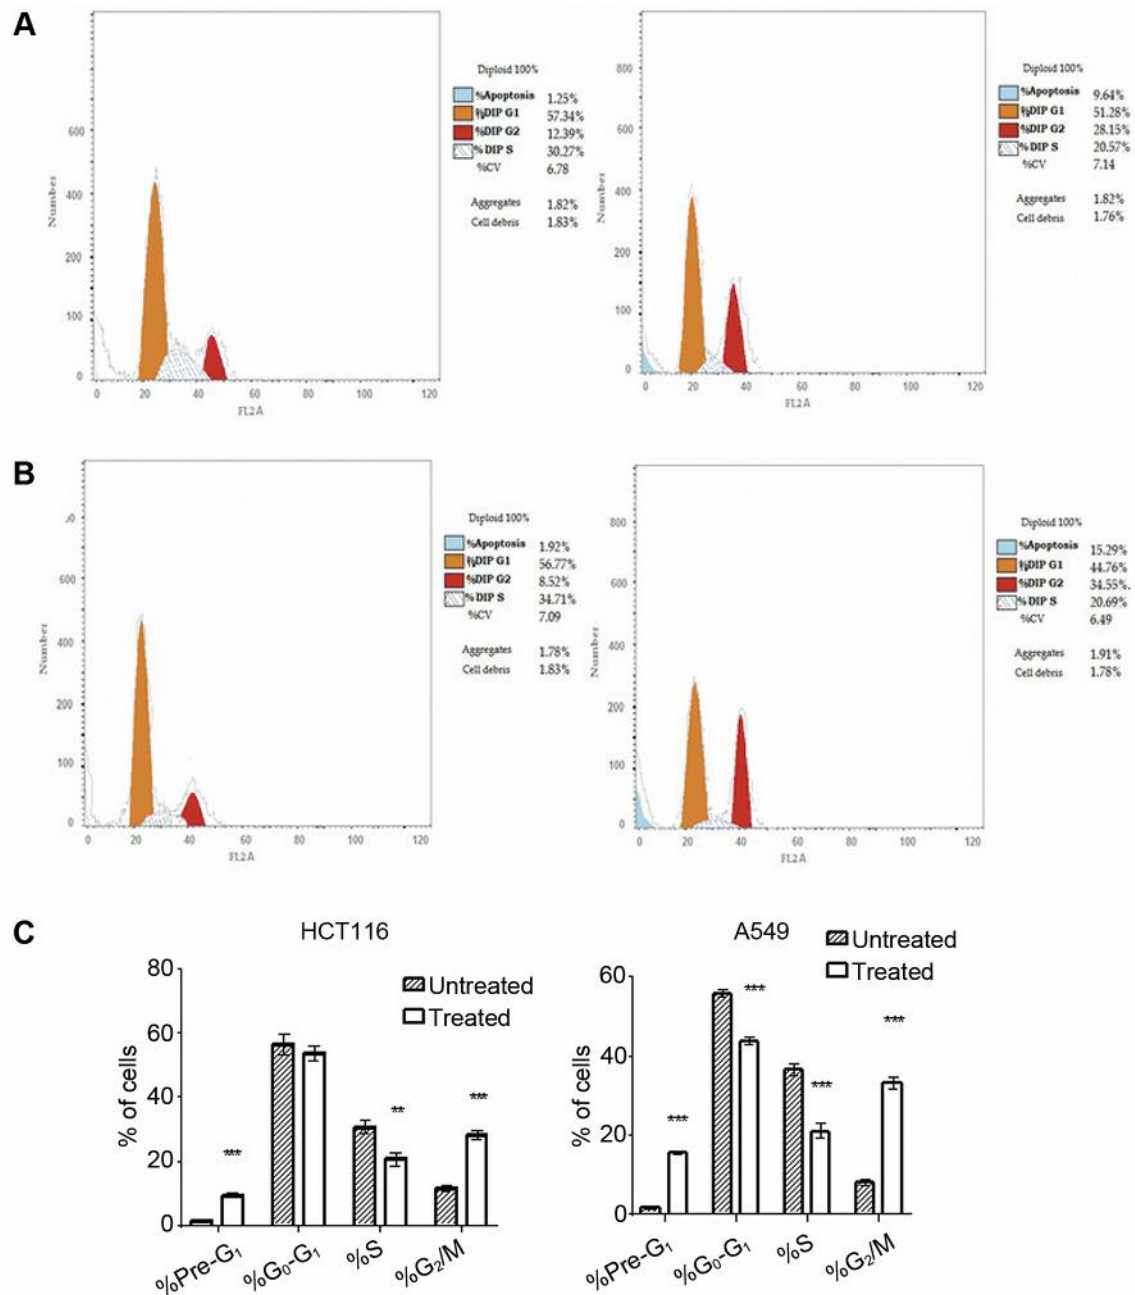 A
Diploid 100%
%Apoptosis 1.25%
%DIP G1 57.34%
%DIP G2 12.39%
% DIP S 30.27%
%CV 6.78
Aggregates 1.82%
Cell debris 1.83%
Number
600
400
200
100
0
0 20 40 60 80 100 120
FL2A
Diploid 100%
%Apoptosis 9.64%
%DIP G1 51.28%
%DIP G2 28.15%
% DIP S 20.57%
%CV 7.14
Aggregates 1.82%
Cell debris 1.76%
Number
800
600
400
200
100
0
0 20 40 60 80 100 120
FL2A
B
Diploid 100%
%Apoptosis 1.92%
%DIP G1 56.77%
%DIP G2 8.52%
% DIP S 34.71%
%CV 7.09
Aggregates 1.78%
Cell debris 1.83%
Number
600
400
200
100
0
0 20 40 60 80 100 120
FL2A
Diploid 100%
%Apoptosis 15.29%
%DIP G1 44.76%
%DIP G2 34.55%.
% DIP S 20.69%
%CV 6.49
Aggregates 1.91%
Cell debris 1.78%
Number
800
600
400
200
100
0
0 20 40 60 80 100 120
FL2A
C
HCT116
Untreated
Treated
% of cells
80
60
40
20
0
***
**
***
%Pre-G₁ %G₀-G₁ %S %G₂/M
A549
Untreated
Treated
% of cells
60
40
20
0
***
***
***
***
%Pre-G₁ %G₀-G₁ %S %G₂/M